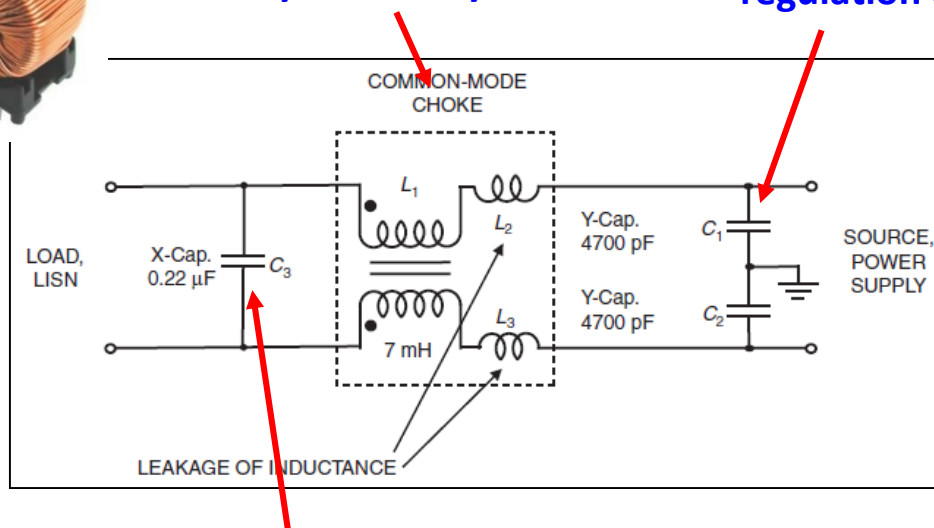 regulation
COMMON-MODE
CHOKE
L1
L2
Y-Cap.
4700 pF
C1
LOAD,
LISN
X-Cap.
0.22 μF
C3
SOURCE,
POWER
SUPPLY
Y-Cap.
4700 pF
C2
L3
7 mH
LEAKAGE OF INDUCTANCE